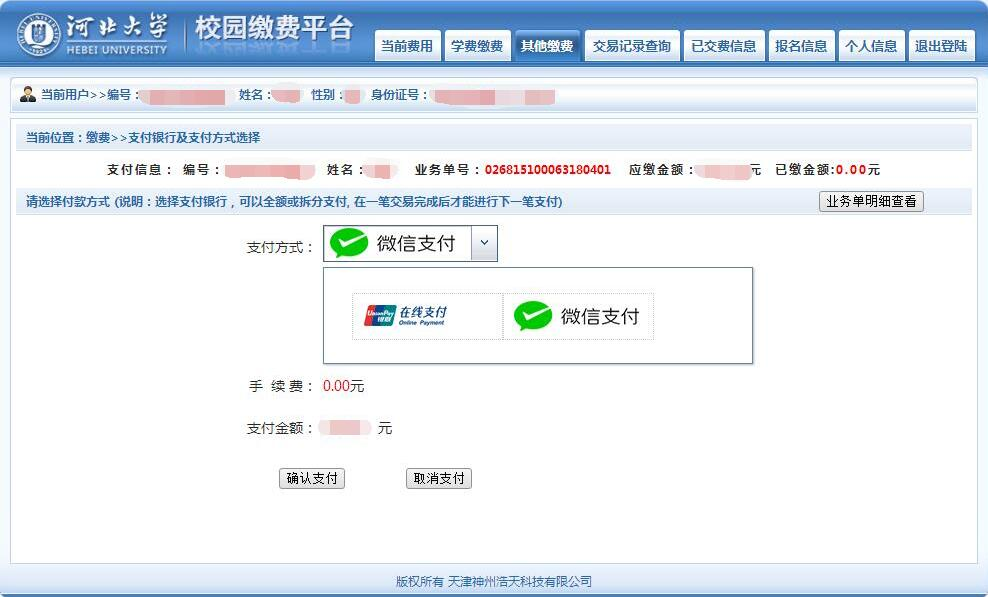 河北大学 校园缴费平台
HEBEI UNIVERSITY
当前费用 学费缴费 其他缴费 交易记录查询 已交费信息 报名信息 个人信息 退出登陆
当前用户>>编号： 姓名： 性别： 身份证号：
当前位置：缴费>>支付银行及支付方式选择
支付信息： 编号： 姓名： 业务单号：026815100063180401 应缴金额： 元 已缴金额:0.00元
请选择付款方式 (说明：选择支付银行，可以全额或拆分支付, 在一笔交易完成后才能进行下一笔支付) 业务单明细查看
支付方式： 微信支付
UnionPay 银联 在线支付 Online Payment 微信支付
手 续 费： 0.00元
支付金额： 元
确认支付 取消支付
版权所有 天津神州浩天科技有限公司